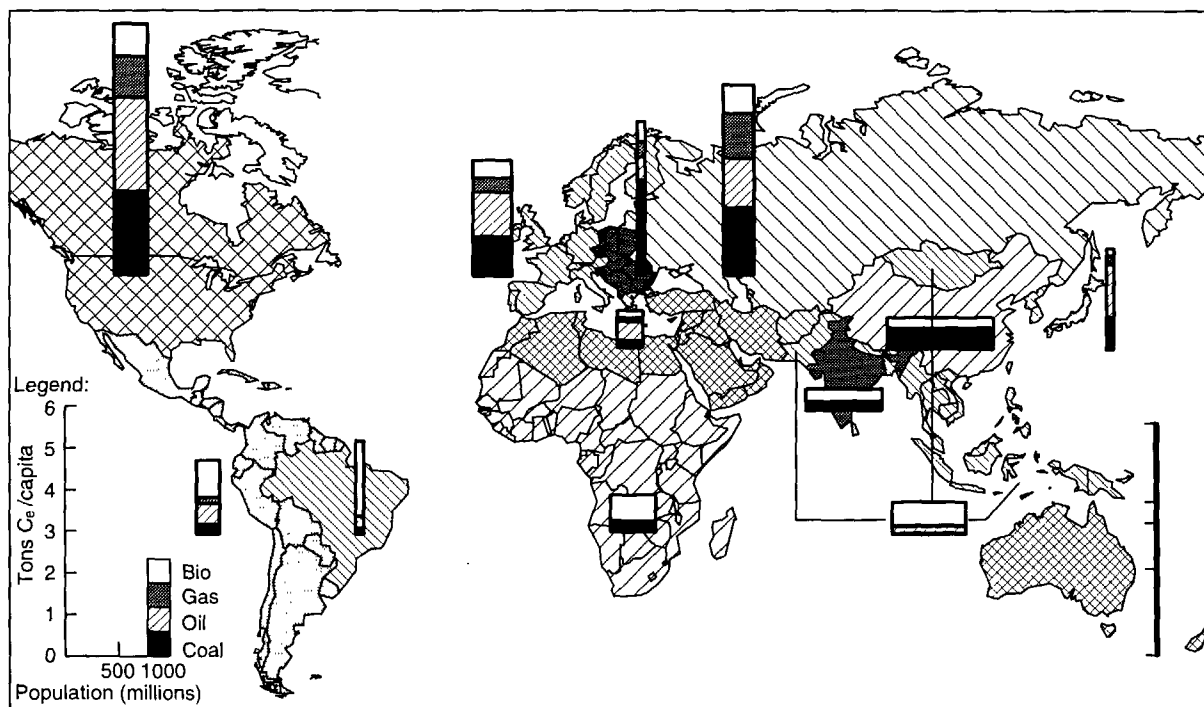 Legend:
6
5
4
3
2
1
0
Tons Cₑ/capita
Bio
Gas
Oil
Coal
500 1000
Population (millions)